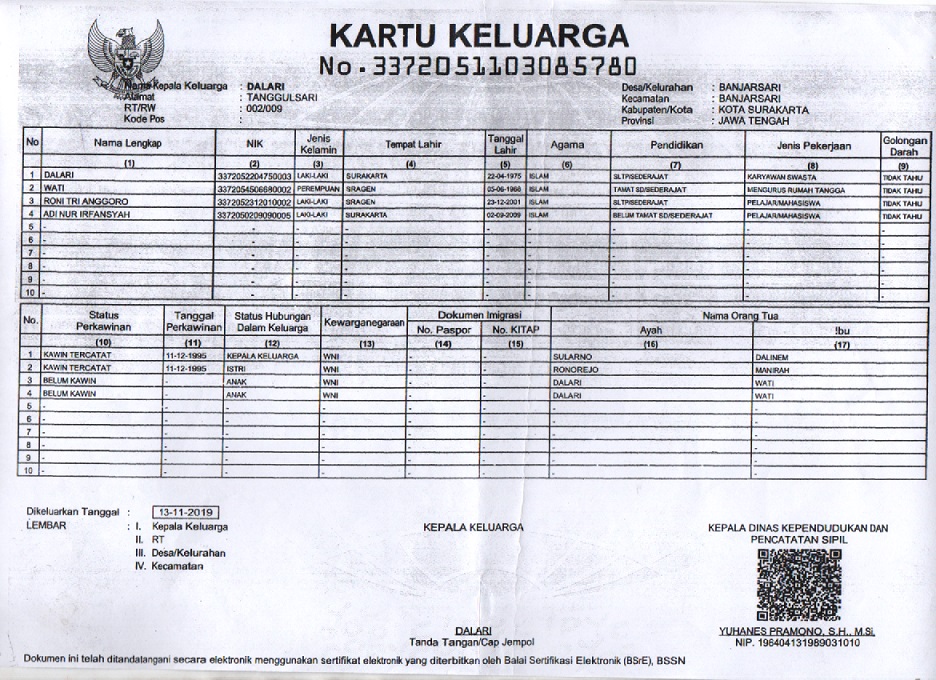 KARTU KELUARGA
No. 3372051103085780
Nama Kepala Keluarga : DALARI
Alamat : TANGGULSARI
RT/RW : 002/009
Kode Pos :
Desa/Kelurahan : BANJARSARI
Kecamatan : BANJARSARI
Kabupaten/Kota : KOTA SURAKARTA
Provinsi : JAWA TENGAH
No Nama Lengkap NIK Jenis Kelamin Tempat Lahir Tanggal Lahir Agama Pendidikan Jenis Pekerjaan Golongan Darah
(1) (2) (3) (4) (5) (6) (7) (8) (9)
1 DALARI 3372052204750003 LAKI-LAKI SURAKARTA 22-04-1975 ISLAM SLTP/SEDERAJAT KARYAWAN SWASTA TIDAK TAHU
2 WATI 3372054506680002 PEREMPUAN SRAGEN 05-06-1968 ISLAM TAMAT SD/SEDERAJAT MENGURUS RUMAH TANGGA TIDAK TAHU
3 RONI TRI ANGGORO 3372052312010002 LAKI-LAKI SRAGEN 23-12-2001 ISLAM SLTP/SEDERAJAT PELAJAR/MAHASISWA TIDAK TAHU
4 ADI NUR IRFANSYAH 3372050209090005 LAKI-LAKI SURAKARTA 02-09-2009 ISLAM BELUM TAMAT SD/SEDERAJAT PELAJAR/MAHASISWA TIDAK TAHU
5 - - - - - - - - -
6 - - - - - - - - -
7 - - - - - - - - -
8 - - - - - - - - -
9 - - - - - - - - -
10 - - - - - - - - -
No. Status Perkawinan Tanggal Perkawinan Status Hubungan Dalam Keluarga Kewarganegaraan Dokumen Imigrasi Nama Orang Tua
No. Paspor No. KITAP Ayah Ibu
(10) (11) (12) (13) (14) (15) (16) (17)
1 KAWIN TERCATAT 11-12-1995 KEPALA KELUARGA WNI - - SULARNO DALINEM
2 KAWIN TERCATAT 11-12-1995 ISTRI WNI - - RONOREJO MANIRAH
3 BELUM KAWIN - ANAK WNI - - DALARI WATI
4 BELUM KAWIN - ANAK WNI - - DALARI WATI
5 - - - - - - - -
6 - - - - - - - -
7 - - - - - - - -
8 - - - - - - - -
9 - - - - - - - -
10 - - - - - - - -
Dikeluarkan Tanggal : 13-11-2019
LEMBAR : I. Kepala Keluarga
II. RT
III. Desa/Kelurahan
IV. Kecamatan
KEPALA KELUARGA
DALARI
Tanda Tangan/Cap Jempol
KEPALA DINAS KEPENDUDUKAN DAN
PENCATATAN SIPIL
YUHANES PRAMONO, S.H., M.Si.
NIP. 196404131989031010
Dokumen ini telah ditandatangani secara elektronik menggunakan sertifikat elektronik yang diterbitkan oleh Balai Sertifikasi Elektronik (BSrE), BSSN